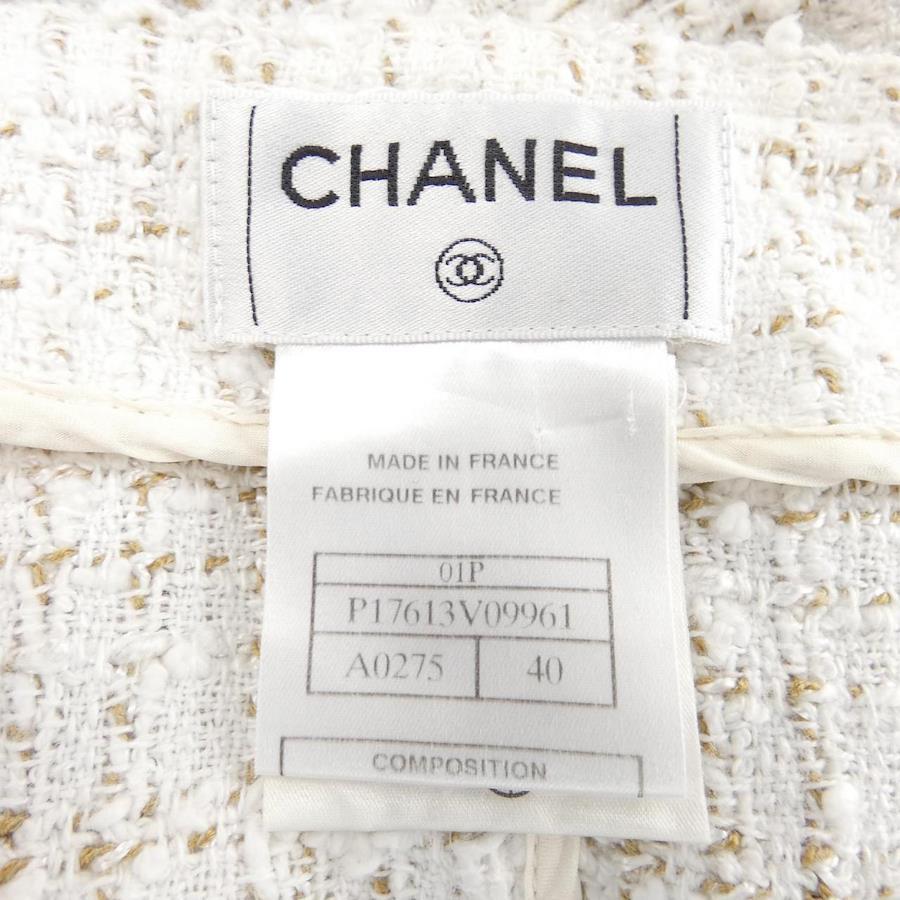 CHANEL
MADE IN FRANCE
FABRIQUE EN FRANCE
01P
P17613V09961
A0275 40
COMPOSITION